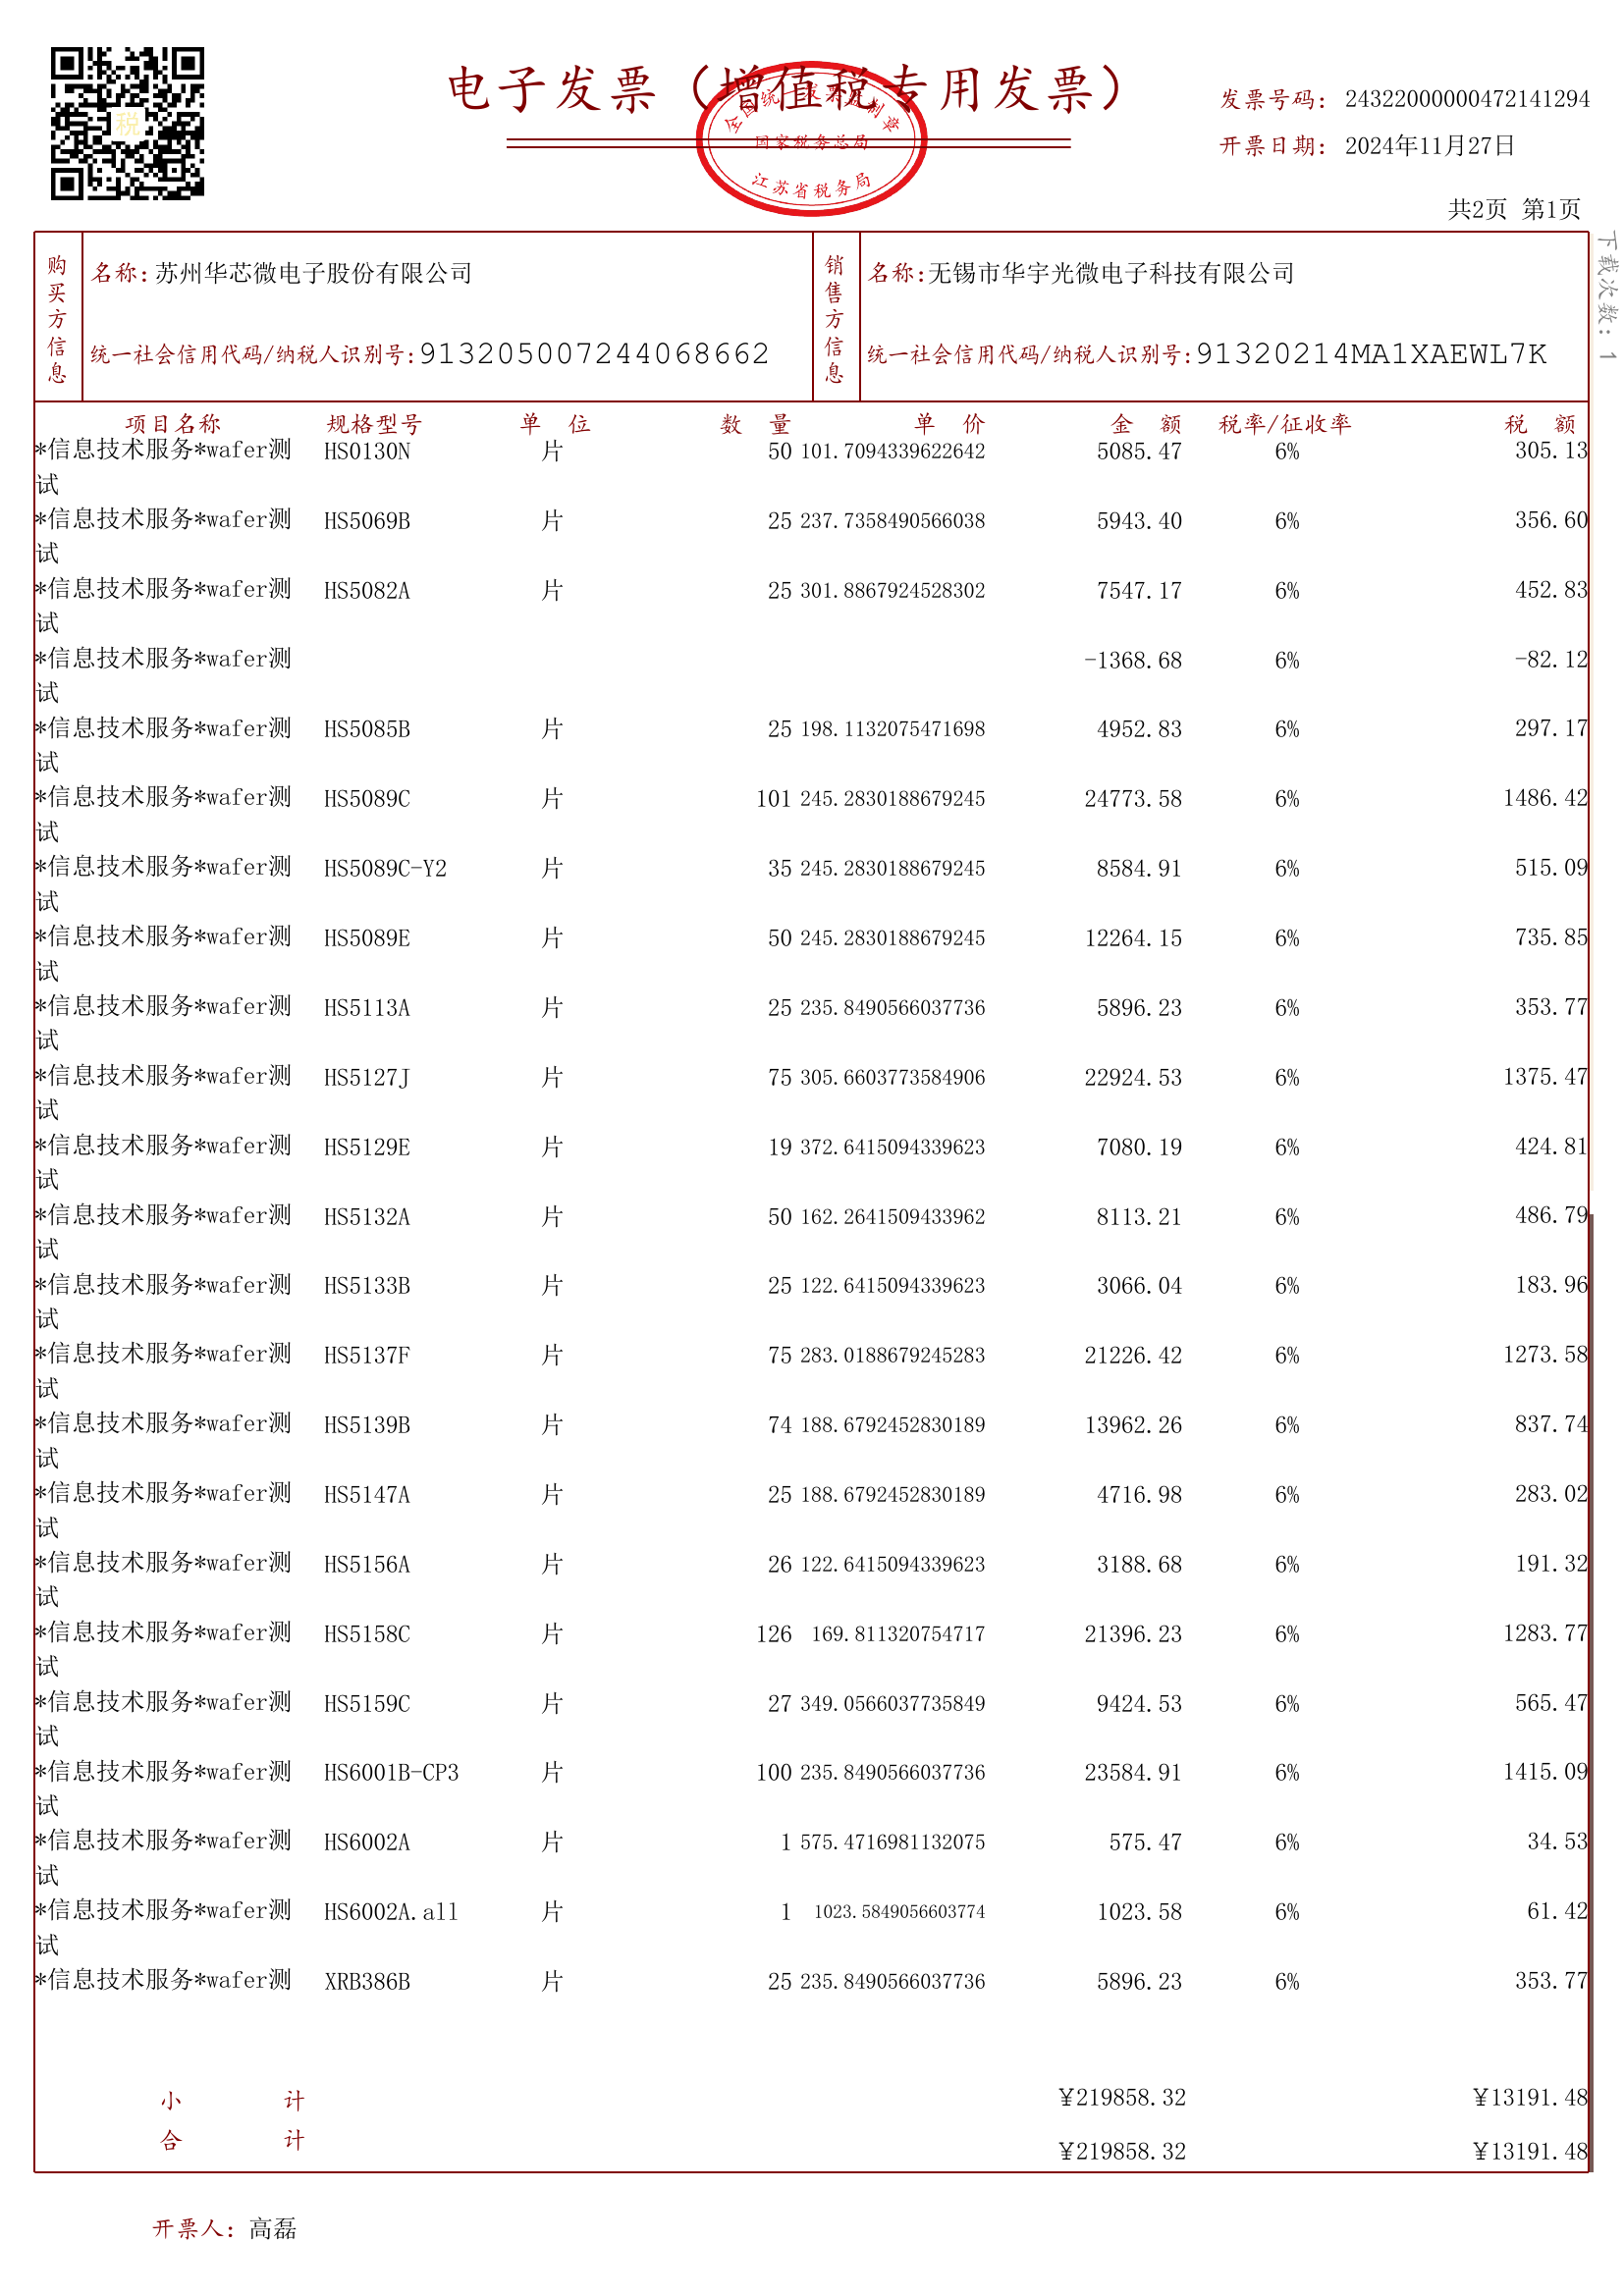 电子发票（增值税专用发票）
全国统一发票监制章
国家税务总局
江苏省税务局
税
发票号码：24322000000472141294
开票日期：2024年11月27日
共2页 第1页
下载次数：1
购买方信息
名称：苏州华芯微电子股份有限公司
统一社会信用代码/纳税人识别号：913205007244068662
销售方信息
名称：无锡市华宇光微电子科技有限公司
统一社会信用代码/纳税人识别号：91320214MA1XAEWL7K
项目名称 规格型号 单 位 数 量 单 价 金 额 税率/征收率 税 额
*信息技术服务*wafer测 HS0130N 片 50 101.7094339622642 5085.47 6% 305.13
试
*信息技术服务*wafer测 HS5069B 片 25 237.7358490566038 5943.40 6% 356.60
试
*信息技术服务*wafer测 HS5082A 片 25 301.8867924528302 7547.17 6% 452.83
试
*信息技术服务*wafer测 -1368.68 6% -82.12
试
*信息技术服务*wafer测 HS5085B 片 25 198.1132075471698 4952.83 6% 297.17
试
*信息技术服务*wafer测 HS5089C 片 101 245.2830188679245 24773.58 6% 1486.42
试
*信息技术服务*wafer测 HS5089C-Y2 片 35 245.2830188679245 8584.91 6% 515.09
试
*信息技术服务*wafer测 HS5089E 片 50 245.2830188679245 12264.15 6% 735.85
试
*信息技术服务*wafer测 HS5113A 片 25 235.8490566037736 5896.23 6% 353.77
试
*信息技术服务*wafer测 HS5127J 片 75 305.6603773584906 22924.53 6% 1375.47
试
*信息技术服务*wafer测 HS5129E 片 19 372.6415094339623 7080.19 6% 424.81
试
*信息技术服务*wafer测 HS5132A 片 50 162.2641509433962 8113.21 6% 486.79
试
*信息技术服务*wafer测 HS5133B 片 25 122.6415094339623 3066.04 6% 183.96
试
*信息技术服务*wafer测 HS5137F 片 75 283.0188679245283 21226.42 6% 1273.58
试
*信息技术服务*wafer测 HS5139B 片 74 188.6792452830189 13962.26 6% 837.74
试
*信息技术服务*wafer测 HS5147A 片 25 188.6792452830189 4716.98 6% 283.02
试
*信息技术服务*wafer测 HS5156A 片 26 122.6415094339623 3188.68 6% 191.32
试
*信息技术服务*wafer测 HS5158C 片 126 169.811320754717 21396.23 6% 1283.77
试
*信息技术服务*wafer测 HS5159C 片 27 349.0566037735849 9424.53 6% 565.47
试
*信息技术服务*wafer测 HS6001B-CP3 片 100 235.8490566037736 23584.91 6% 1415.09
试
*信息技术服务*wafer测 HS6002A 片 1 575.4716981132075 575.47 6% 34.53
试
*信息技术服务*wafer测 HS6002A.all 片 1 1023.5849056603774 1023.58 6% 61.42
试
*信息技术服务*wafer测 XRB386B 片 25 235.8490566037736 5896.23 6% 353.77
小 计 ¥219858.32 ¥13191.48
合 计 ¥219858.32 ¥13191.48
开票人：高磊